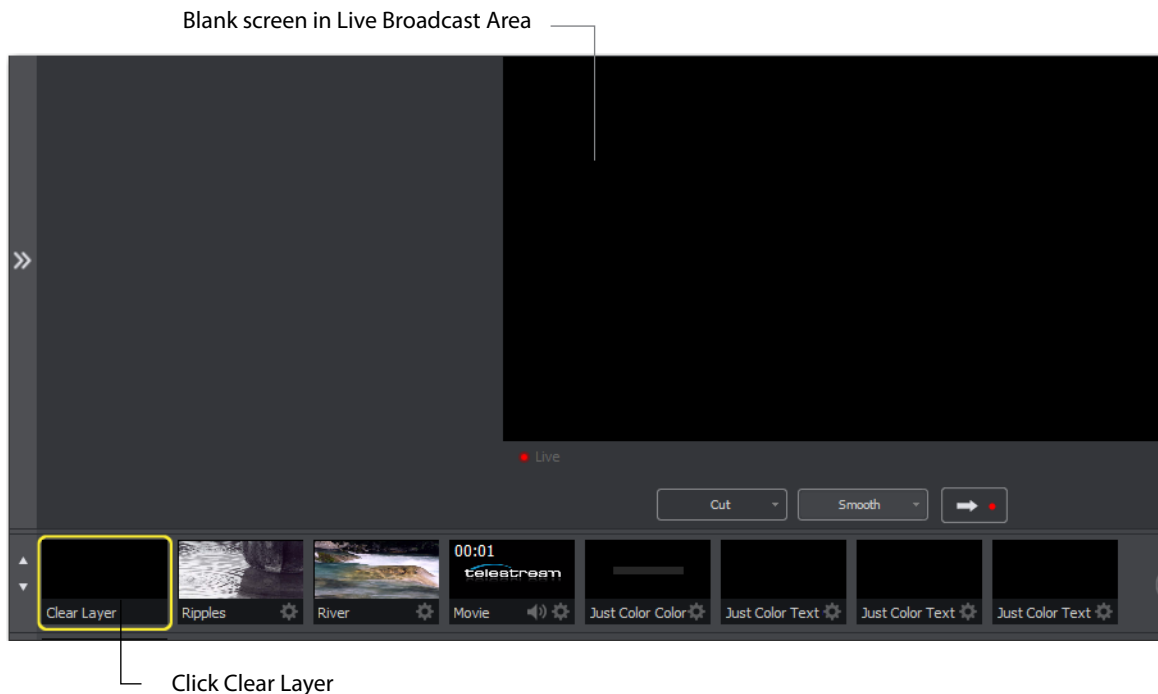 Blank screen in Live Broadcast Area
Live
Cut
Smooth
00:01
telestream
Clear Layer
Ripples
River
Movie
Just Color Color
Just Color Text
Just Color Text
Just Color Text
Click Clear Layer